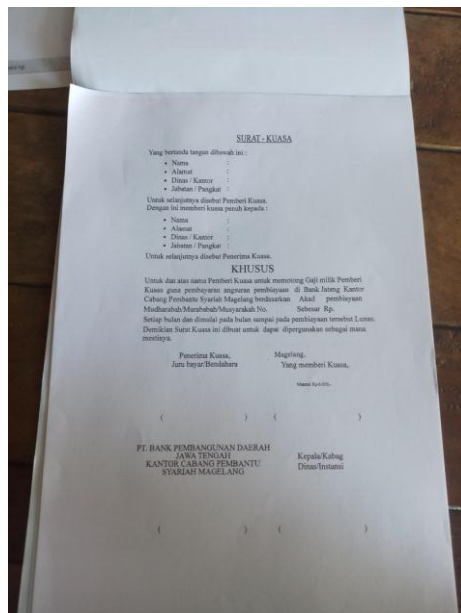 SURAT - KUASA
Yang bertanda tangan dibawah ini :
• Nama :
• Alamat :
• Dinas / Kantor :
• Jabatan / Pangkat :
Untuk selanjutnya disebut Pemberi Kuasa.
Dengan ini memberi kuasa penuh kepada :
• Nama :
• Alamat :
• Dinas / Kantor :
• Jabatan / Pangkat :
Untuk selanjutnya disebut Penerima Kuasa.
KHUSUS
Untuk dan atas nama Pemberi Kuasa untuk memotong Gaji milik Pemberi
Kuasa guna pembayaran angsuran pembiayaan di Bank Jateng Kantor
Cabang Pembantu Syariah Magelang berdasarkan Akad pembiayaan
Mudharabah/Murabahah/Musyarakah No. Sebesar Rp.
Setiap bulan dan dimulai pada bulan sampai pada pembiayaan tersebut Lunas.
Demikian Surat Kuasa ini dibuat untuk dapat dipergunakan sebagai mana
mestinya.
Penerima Kuasa, Magelang,
Juru bayar/Bendahara Yang memberi Kuasa,
Materai Rp 6.000,-
( ) ( )
PT. BANK PEMBANGUNAN DAERAH
JAWA TENGAH Kepala/Kabag
KANTOR CABANG PEMBANTU Dinas/Instansi
SYARIAH MAGELANG
( ) ( )